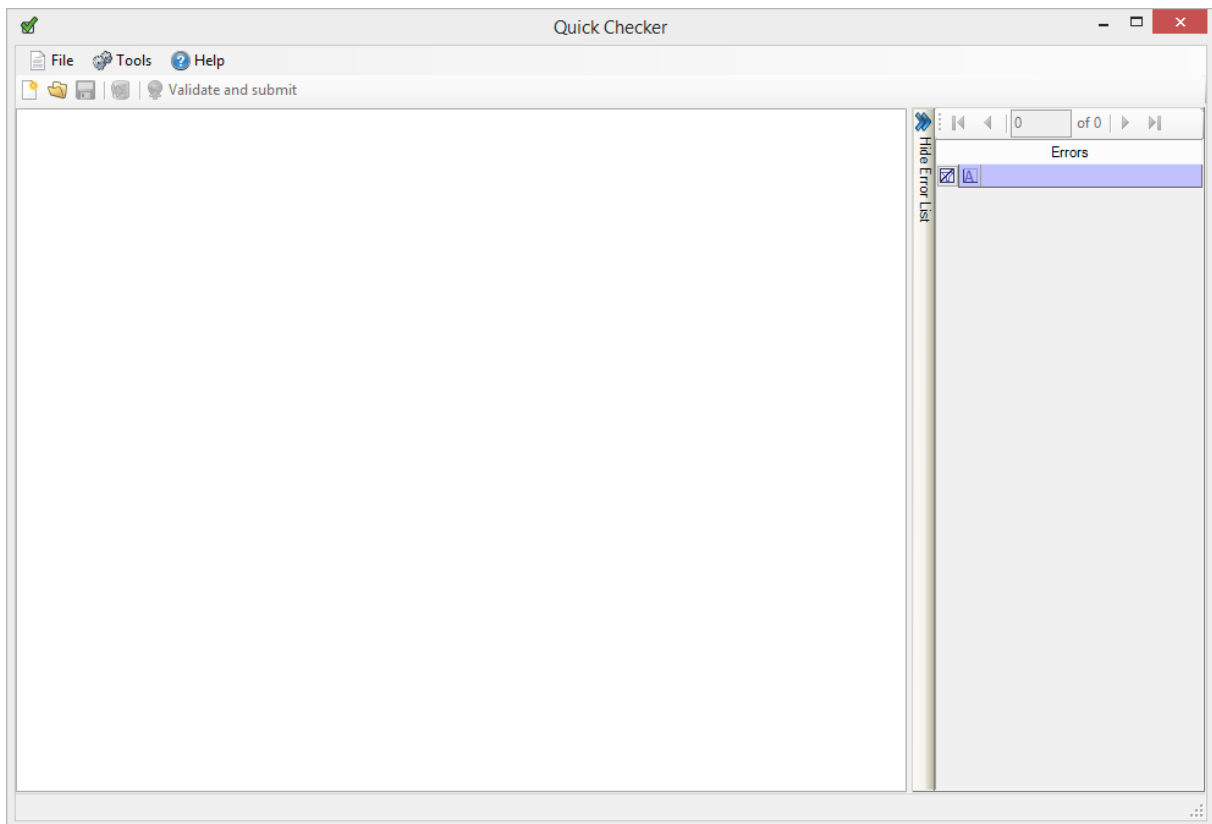 Quick Checker
File Tools Help
Validate and submit
0 of 0
Hide Error List
Errors
A